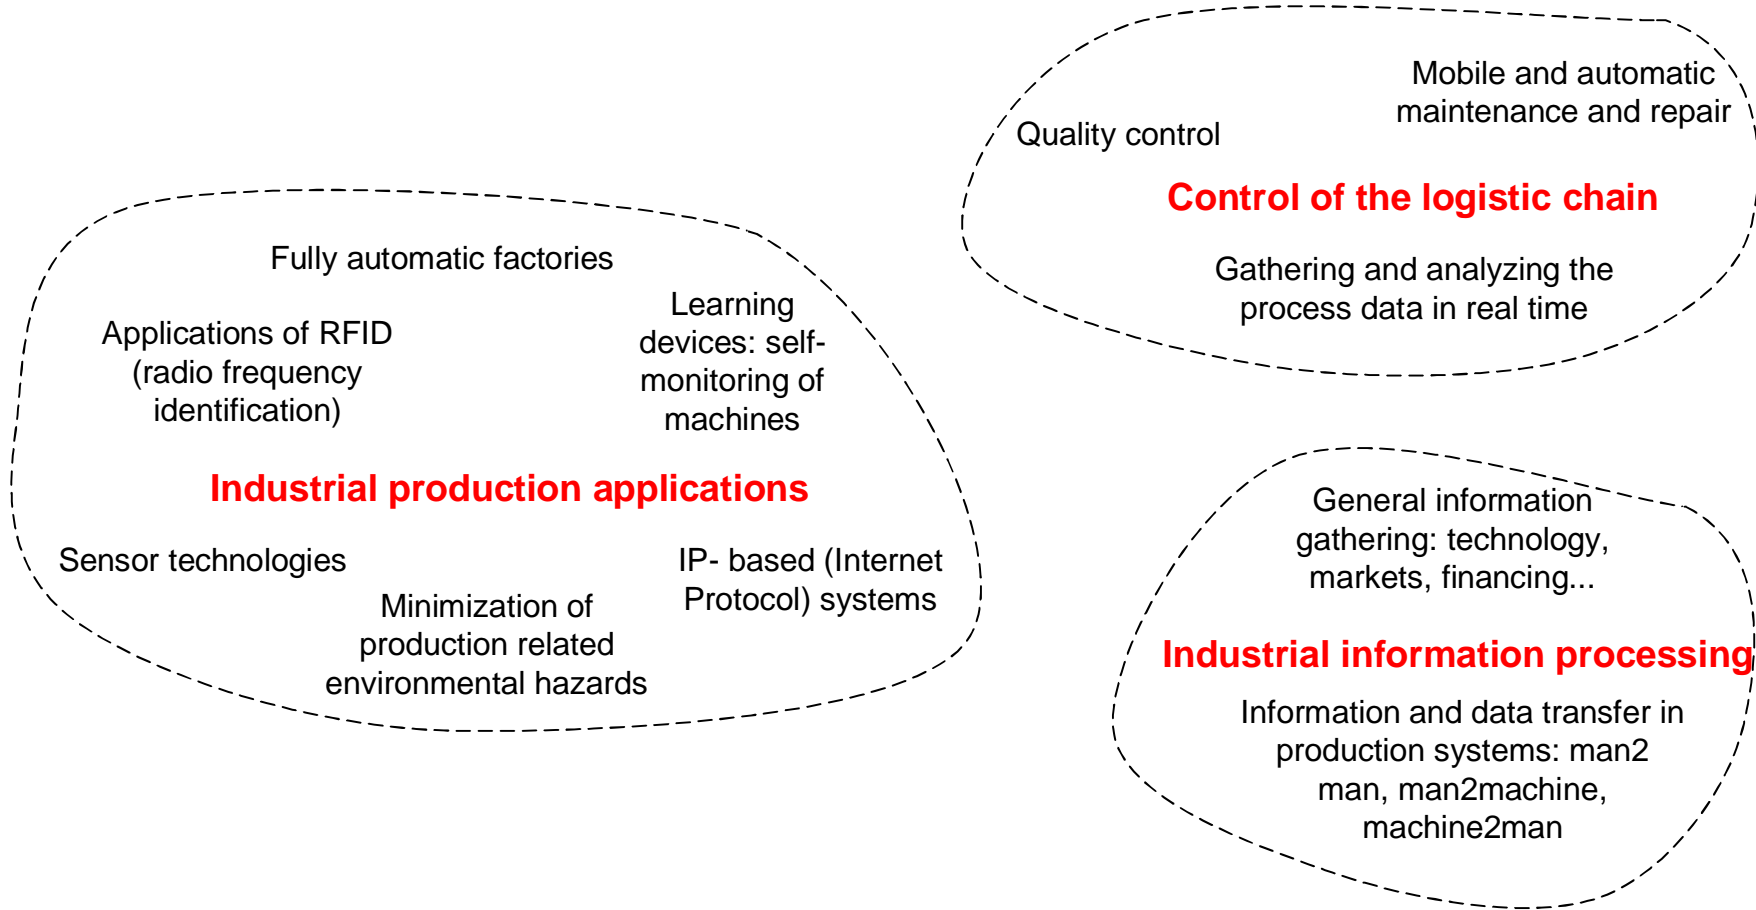 Mobile and automatic
maintenance and repair
Quality control
Control of the logistic chain
Gathering and analyzing the
process data in real time
Fully automatic factories
Learning
devices: self-
monitoring of
machines
Applications of RFID
(radio frequency
identification)
Industrial production applications
Sensor technologies
IP- based (Internet
Protocol) systems
Minimization of
production related
environmental hazards
General information
gathering: technology,
markets, financing...
Industrial information processing
Information and data transfer in
production systems: man2
man, man2machine,
machine2man